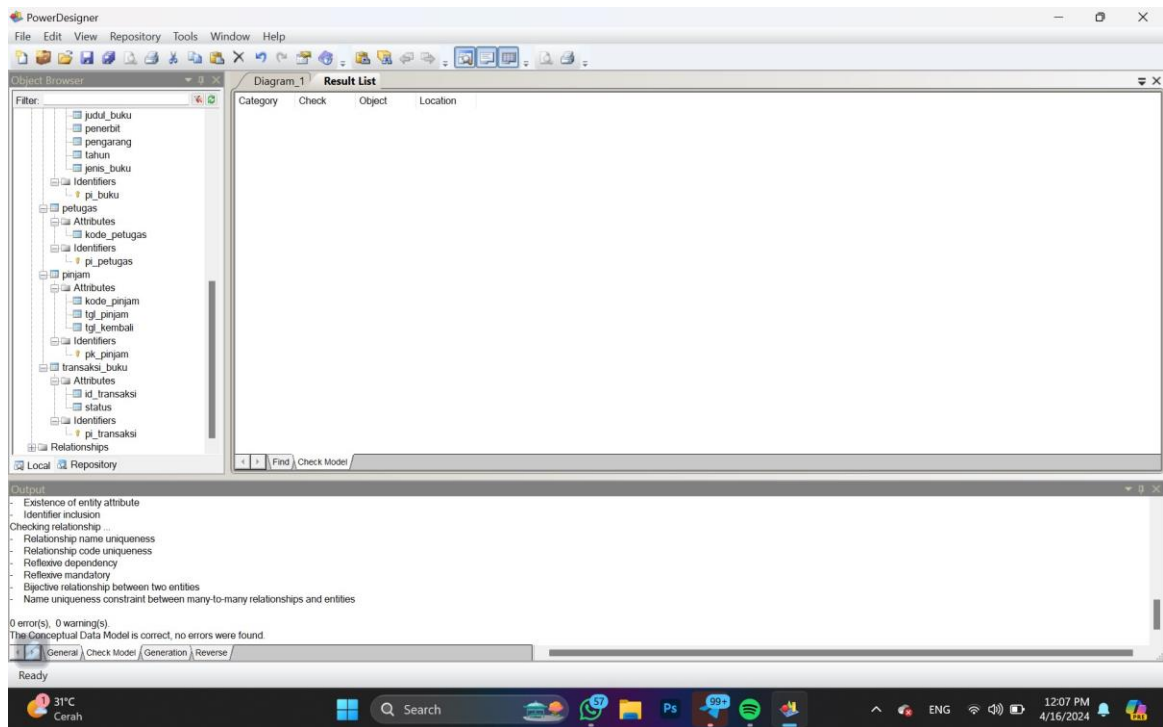 PowerDesigner
File Edit View Repository Tools Window Help
Object Browser
Filter:
judul_buku
penerbit
pengarang
tahun
jenis_buku
Identifiers
pi_buku
petugas
Attributes
kode_petugas
Identifiers
pi_petugas
pinjam
Attributes
kode_pinjam
tgl_pinjam
tgl_kembali
Identifiers
pk_pinjam
transaksi_buku
Attributes
id_transaksi
status
Identifiers
pi_transaksi
Relationships
Local Repository
Diagram_1 Result List
Category Check Object Location
Find Check Model
Output
- Existence of entity attribute
- Identifier inclusion
Checking relationship ...
- Relationship name uniqueness
- Relationship code uniqueness
- Reflexive dependency
- Reflexive mandatory
- Bijective relationship between two entities
- Name uniqueness constraint between many-to-many relationships and entities
0 error(s), 0 warning(s).
The Conceptual Data Model is correct, no errors were found.
General Check Model Generation Reverse
Ready
1 31°C
Cerah
Search
57
Ps
99+
ENG
12:07 PM
4/16/2024
PRE